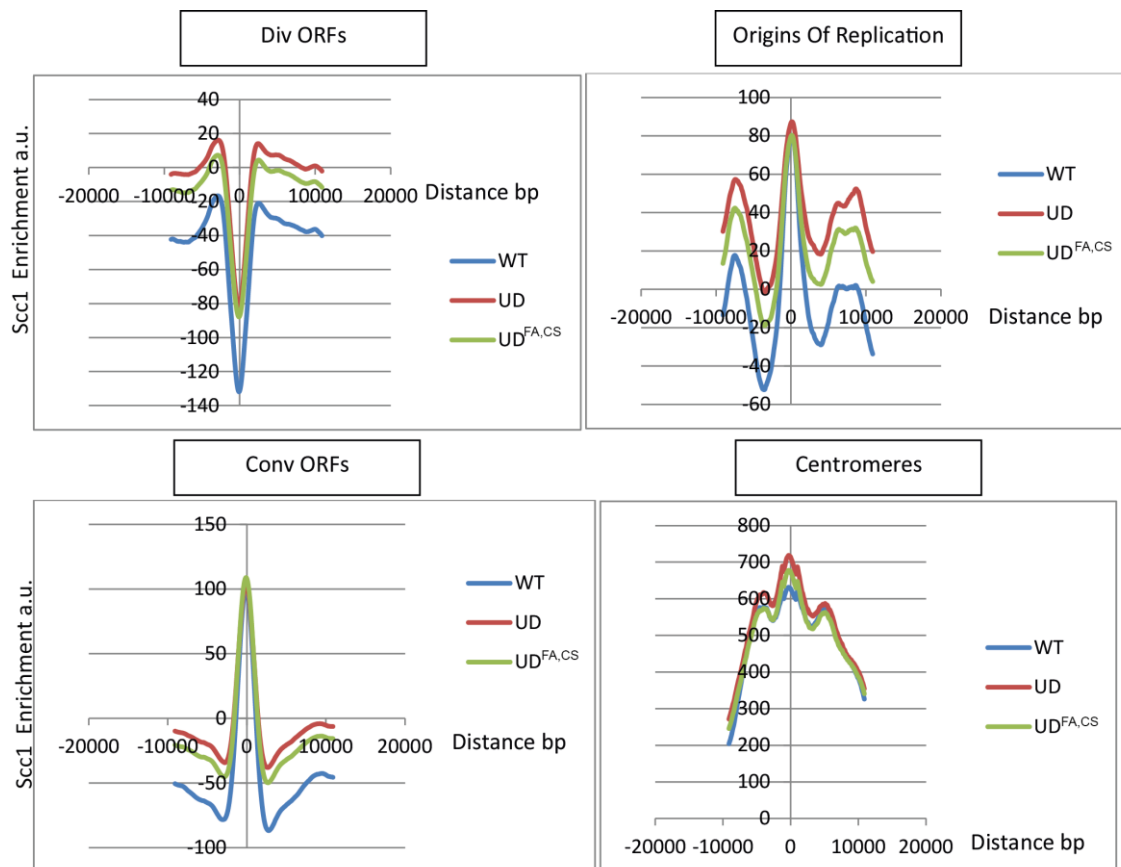 Div ORFs
Scc1 Enrichment a.u.
40
20
0
-20000 -10000 0 10000 20000
-20
-40
-60
-80
-100
-120
-140
Distance bp
WT
UD
UD^FA,CS
Origins Of Replication
100
80
60
40
20
0
-20000 -10000 0 10000 20000
-20
-40
-60
Distance bp
WT
UD
UD^FA,CS
Conv ORFs
Scc1 Enrichment a.u.
150
100
50
0
-20000 -10000 0 10000 20000
-50
-100
Distance bp
WT
UD
UD^FA,CS
Centromeres
800
700
600
500
400
300
200
100
0
-20000 -10000 0 10000 20000
Distance bp
WT
UD
UD^FA,CS